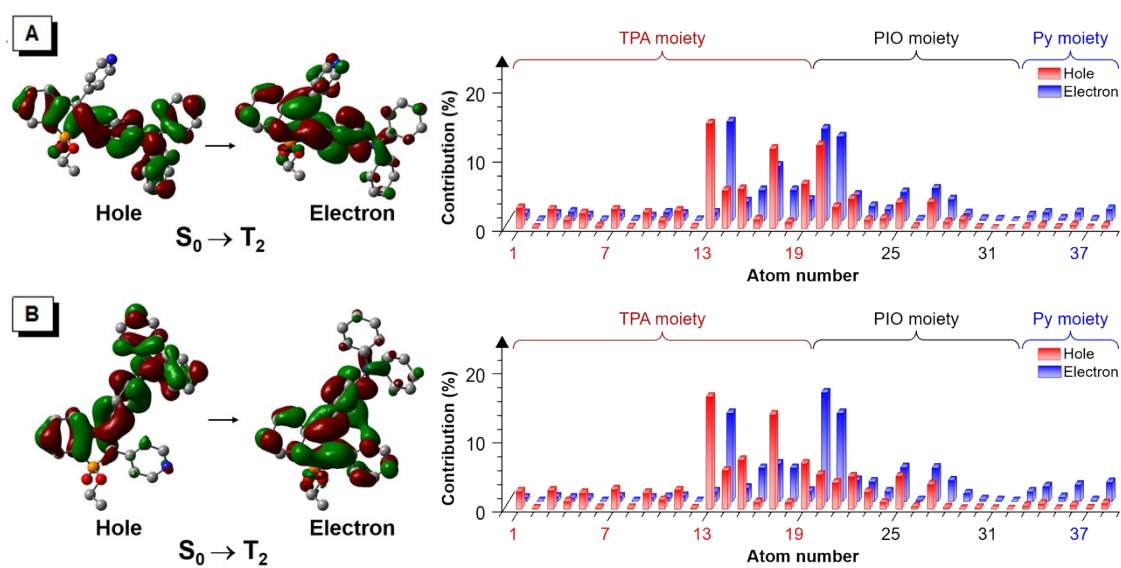 A
Hole
Electron
S0 → T2
TPA moiety
PIO moiety
Py moiety
Hole
Electron
Contribution (%)
20
10
0
1
7
13
19
25
31
37
Atom number
B
Hole
Electron
S0 → T2
TPA moiety
PIO moiety
Py moiety
Hole
Electron
Contribution (%)
20
10
0
1
7
13
19
25
31
37
Atom number